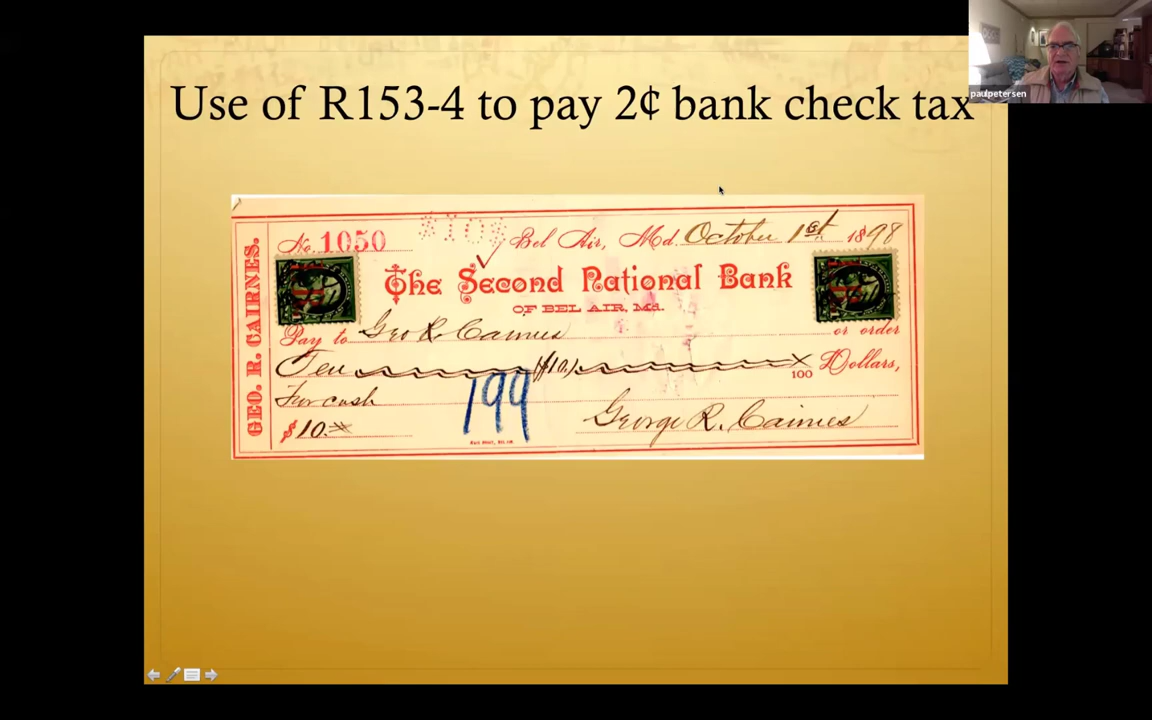 Use of R153-4 to pay 2¢ bank check tax
paulpetersen
No. 1050
Bel Air, Md. October 1st 1898
GEO. R. CAIRNES.
The Second National Bank
OF BEL AIR, Md.
Pay to Geo R. Cairnes or order
Ten ($10) x/100 Dollars,
For cash
199
$10.
George R. Cairnes